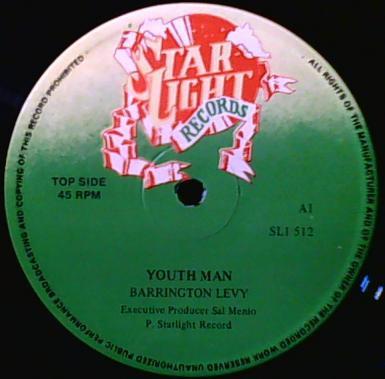 STAR
LIGHT
RECORDS
TOP SIDE
45 RPM
A1
SL1 512
YOUTH MAN
BARRINGTON LEVY
Executive Producer Sal Menio
P. Starlight Record
ALL RIGHTS OF THE MANUFACTURER AND OF THE OWNER OF THE RECORDED WORK RESERVED UNAUTHORIZED PUBLIC PERFORMANCE BROADCASTING AND COPYING OF THIS RECORD PROHIBITED